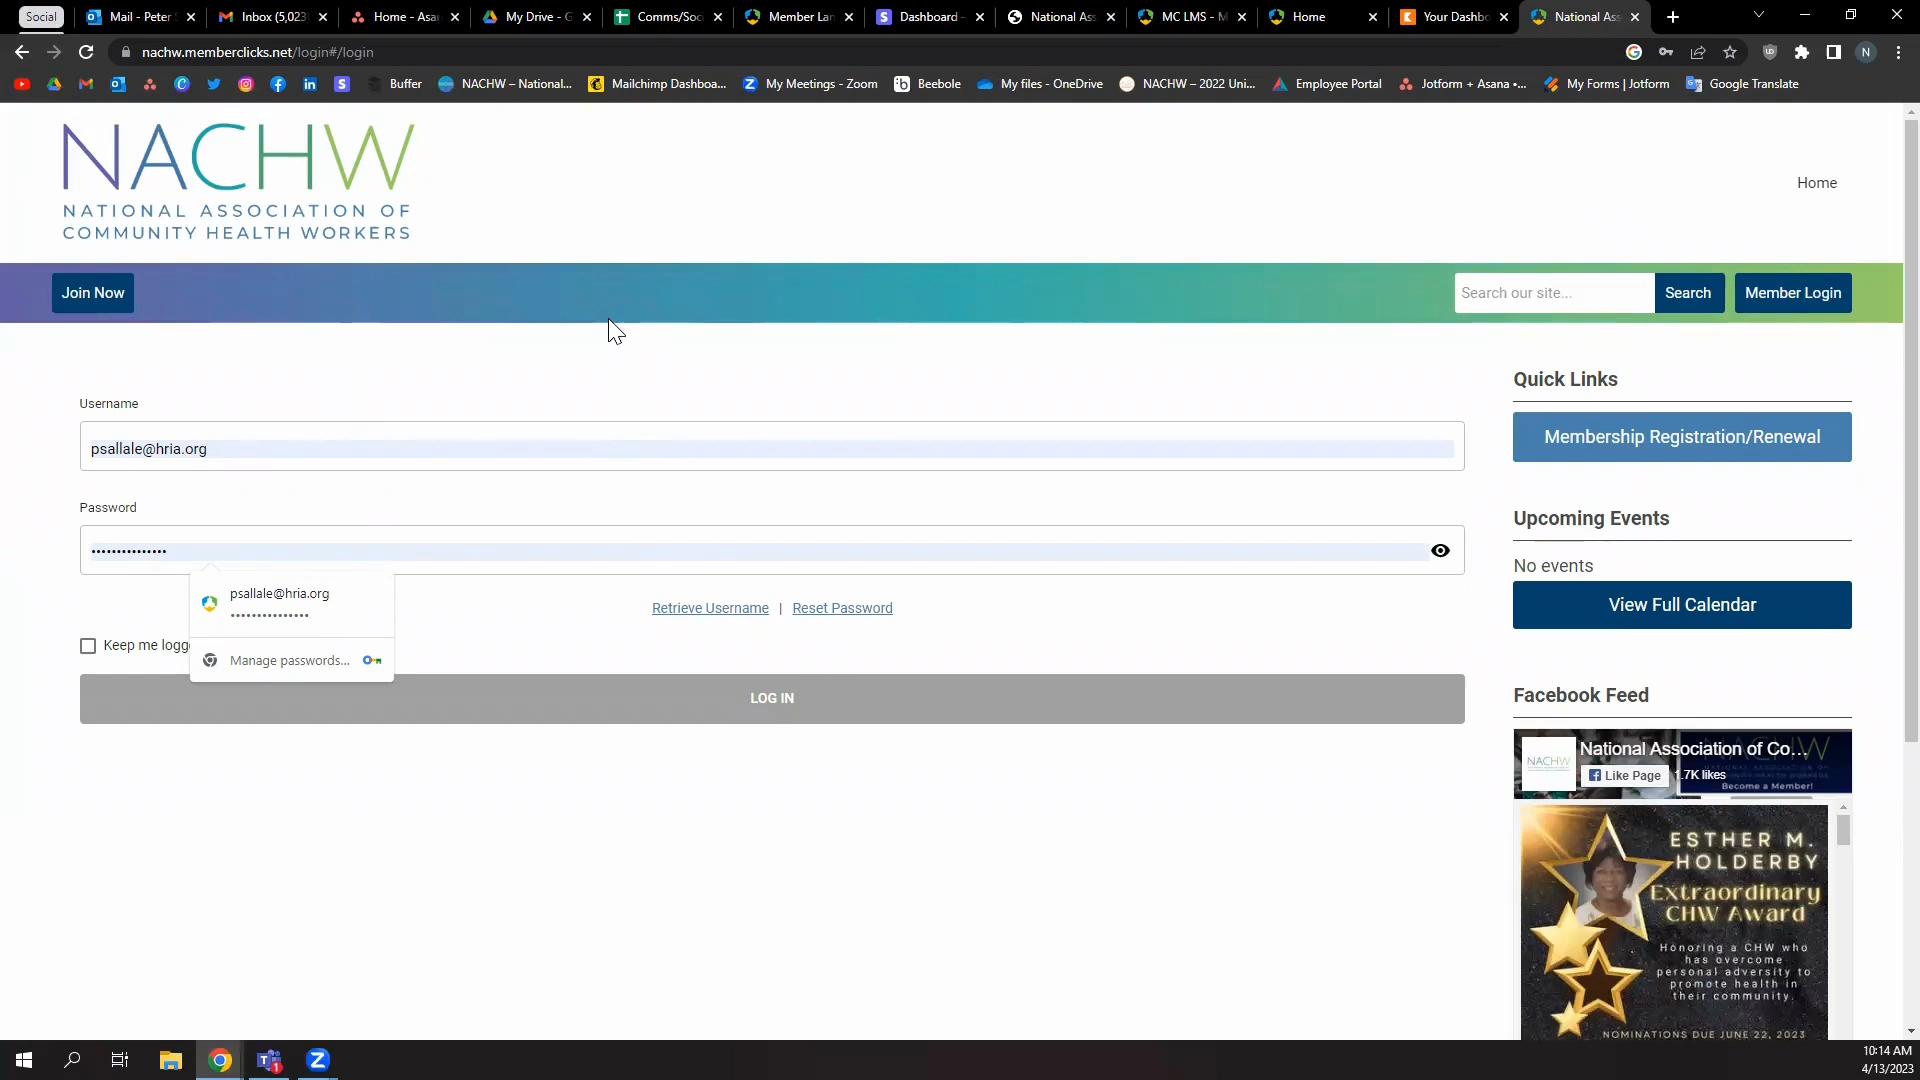 Social
Mail - Peter
Inbox (5,023
Home - Asa
My Drive - G
Comms/Soc
Member Lan
Dashboard -
National Ass
MC LMS - M
Home
Your Dashbo
National Ass
nachw.memberclicks.net/login#/login
N
Buffer
NACHW – National...
Mailchimp Dashboa...
My Meetings - Zoom
Beebole
My files - OneDrive
NACHW – 2022 Uni...
Employee Portal
Jotform + Asana •...
My Forms | Jotform
Google Translate
NACHW
NATIONAL ASSOCIATION OF
COMMUNITY HEALTH WORKERS
Home
Join Now
Search our site...
Search
Member Login
Username
psallale@hria.org
Password
•••••••••••••••
psallale@hria.org
•••••••••••••••
Manage passwords...
Retrieve Username | Reset Password
Keep me logg
LOG IN
Quick Links
Membership Registration/Renewal
Upcoming Events
No events
View Full Calendar
Facebook Feed
NACHW
National Association of Co...
Like Page
1.7K likes
Become a Member!
ESTHER M.
HOLDERBY
Extraordinary
CHW Award
Honoring a CHW who
has overcome
personal adversity to
promote health in
their community.
NOMINATIONS DUE JUNE 22, 2023
10:14 AM
4/13/2023